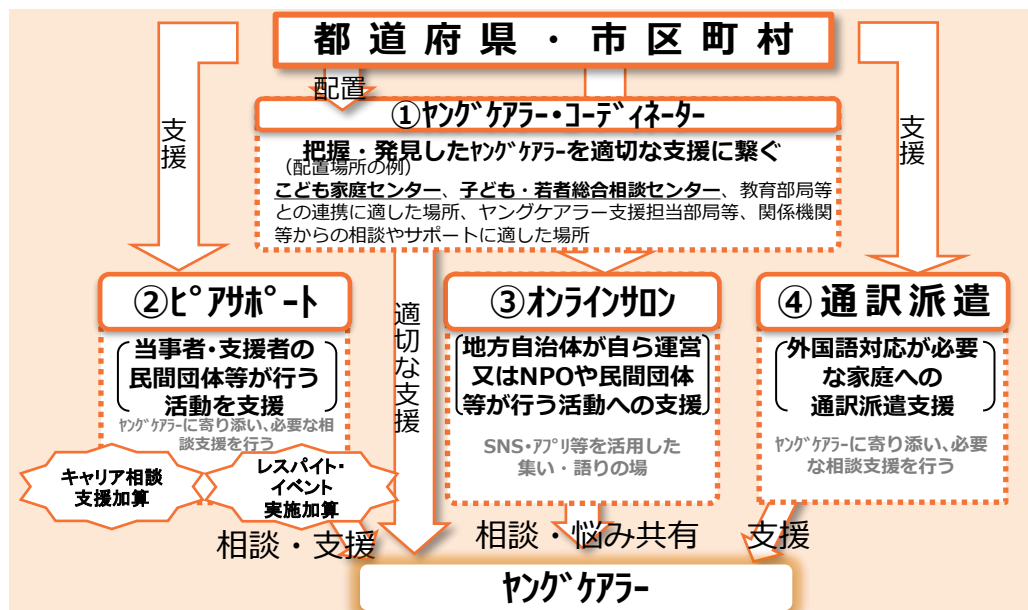 都道府県・市区町村
配置
支援
支援
①ﾔﾝｸﾞｹｱﾗｰ・ｺｰﾃﾞｨﾈｰﾀｰ
把握・発見したﾔﾝｸﾞｹｱﾗｰを適切な支援に繋ぐ
(配置場所の例)
こども家庭センター、子ども・若者総合相談センター、教育部局等
との連携に適した場所、ヤングケアラー支援担当部局等、関係機関
等からの相談やサポートに適した場所
適切な支援
②ﾋﾟｱｻﾎﾟｰﾄ
当事者・支援者の
民間団体等が行う
活動を支援
ﾔﾝｸﾞｹｱﾗｰに寄り添い、必要な相
談支援を行う
キャリア相談
支援加算
レスパイト・
イベント
実施加算
③ｵﾝﾗｲﾝｻﾛﾝ
地方自治体が自ら運営
又はNPOや民間団体
等が行う活動への支援
SNS・ｱﾌﾟﾘ等を活用した
集い・語りの場
④通訳派遣
外国語対応が必要
な家庭への
通訳派遣支援
ﾔﾝｸﾞｹｱﾗｰに寄り添い、必要
な相談支援を行う
相談・支援
相談・悩み共有
支援
ﾔﾝｸﾞｹｱﾗｰ